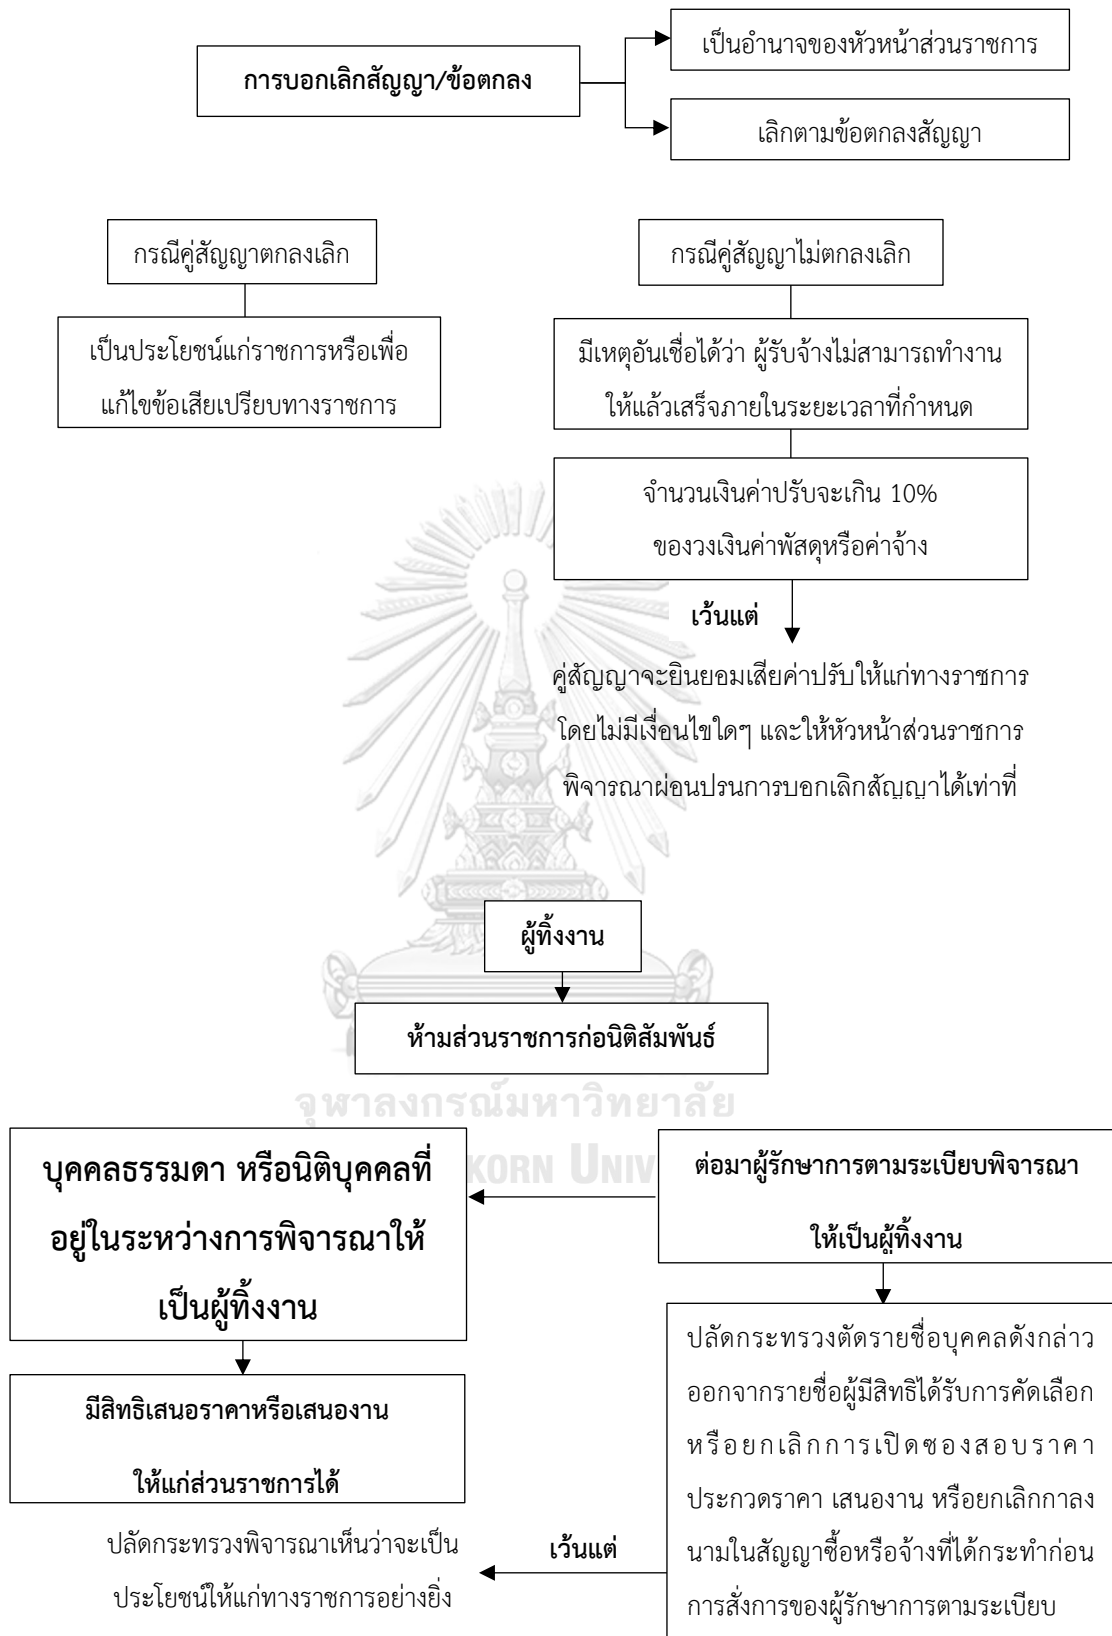 เป็นอำนาจของหัวหน้าส่วนราชการ
การบอกเลิกสัญญา/ข้อตกลง
เลิกตามข้อตกลงสัญญา
กรณีคู่สัญญาตกลงเลิก
กรณีคู่สัญญาไม่ตกลงเลิก
เป็นประโยชน์แก่ราชการหรือเพื่อ
แก้ไขข้อเสียเปรียบทางราชการ
มีเหตุอันเชื่อได้ว่า ผู้รับจ้างไม่สามารถทำงาน
ให้แล้วเสร็จภายในระยะเวลาที่กำหนด
จำนวนเงินค่าปรับจะเกิน 10%
ของวงเงินค่าพัสดุหรือค่าจ้าง
เว้นแต่
คู่สัญญาจะยินยอมเสียค่าปรับให้แก่ทางราชการ
โดยไม่มีเงื่อนไขใดๆ และให้หัวหน้าส่วนราชการ
พิจารณาผ่อนปรนการบอกเลิกสัญญาได้เท่าที่
ผู้ทิ้งงาน
ห้ามส่วนราชการก่อนิติสัมพันธ์
จุฬาลงกรณ์มหาวิทยาลัย
KORN UNIV
บุคคลธรรมดา หรือนิติบุคคลที่
อยู่ในระหว่างการพิจารณาให้
เป็นผู้ทิ้งงาน
ต่อมาผู้รักษาการตามระเบียบพิจารณา
ให้เป็นผู้ทิ้งงาน
มีสิทธิเสนอราคาหรือเสนองาน
ให้แก่ส่วนราชการได้
ปลัดกระทรวงตัดรายชื่อบุคคลดังกล่าว
ออกจากรายชื่อผู้มีสิทธิได้รับการคัดเลือก
หรือยกเลิกการเปิดซองสอบราคา
ประกวดราคา เสนองาน หรือยกเลิกกาลง
นามในสัญญาซื้อหรือจ้างที่ได้กระทำก่อน
การสั่งการของผู้รักษาการตามระเบียบ
เว้นแต่
ปลัดกระทรวงพิจารณาเห็นว่าจะเป็น
ประโยชน์ให้แก่ทางราชการอย่างยิ่ง